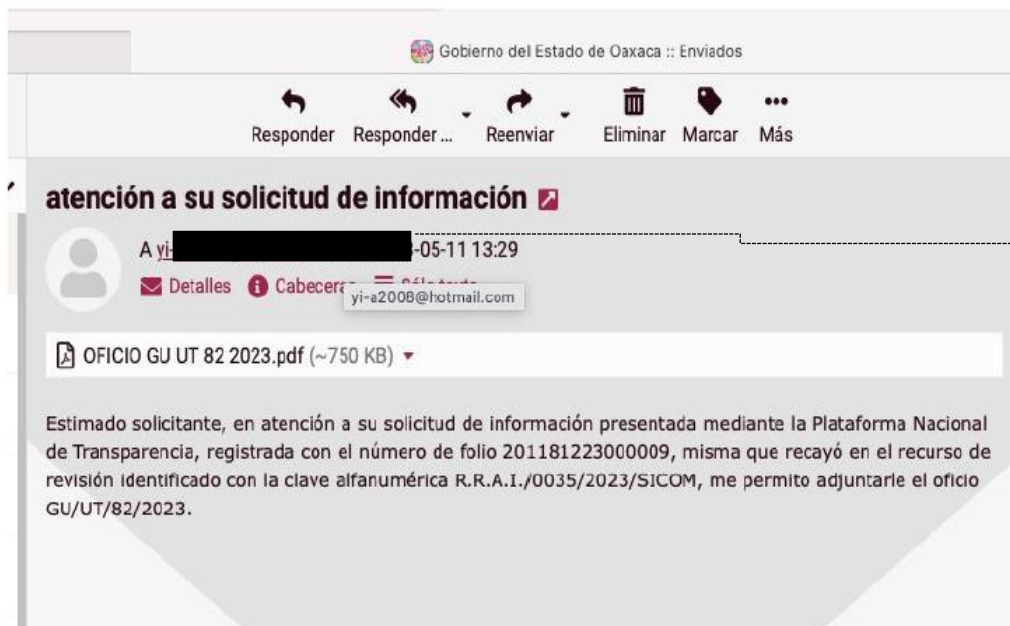 Gobierno del Estado de Oaxaca :: Enviados
Responder Responder ... Reenviar Eliminar Marcar Más
atención a su solicitud de información
A yi- -05-11 13:29
Detalles Cabeceras
yi-a2008@hotmail.com
OFICIO GU UT 82 2023.pdf (~750 KB)
Estimado solicitante, en atención a su solicitud de información presentada mediante la Plataforma Nacional
de Transparencia, registrada con el número de folio 201181223000009, misma que recayó en el recurso de
revisión identificado con la clave alfanumérica R.R.A.I./0035/2023/SICOM, me permito adjuntarle el oficio
GU/UT/82/2023.